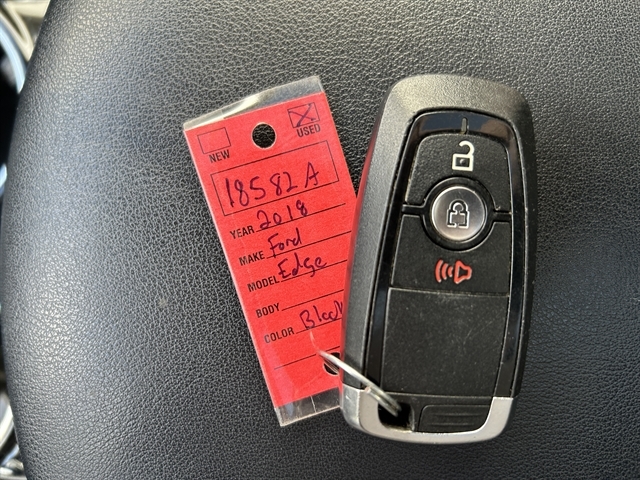 NEW USED
18582A
YEAR 2018
MAKE Ford
MODEL Edge
BODY
COLOR Black